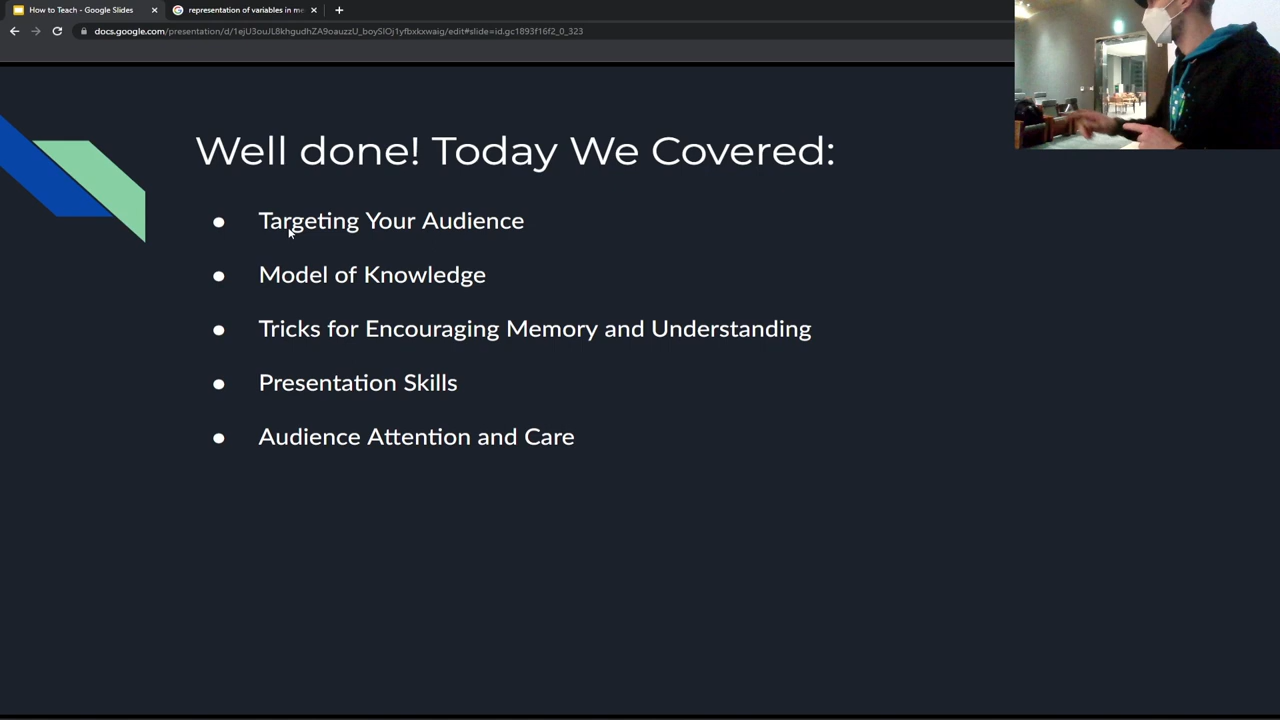 How to Teach - Google Slides
representation of variables in me
docs.google.com/presentation/d/1ejU3ouJL8khgudhZA9oauzzU_boySIOj1yfbxkxwaig/edit#slide=id.gc1893f16f2_0_323
Well done! Today We Covered:
● Targeting Your Audience
● Model of Knowledge
● Tricks for Encouraging Memory and Understanding
● Presentation Skills
● Audience Attention and Care